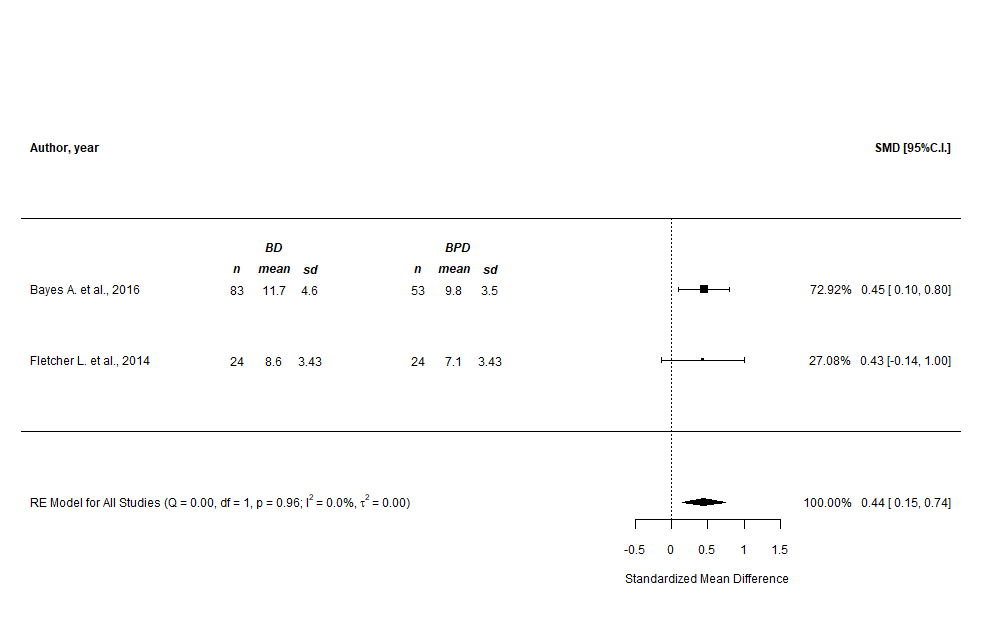 Author, year SMD [95%C.I.]
BD BPD
n mean sd n mean sd
Bayes A. et al., 2016 83 11.7 4.6 53 9.8 3.5 72.92% 0.45 [ 0.10, 0.80]
Fletcher L. et al., 2014 24 8.6 3.43 24 7.1 3.43 27.08% 0.43 [-0.14, 1.00]
RE Model for All Studies (Q = 0.00, df = 1, p = 0.96; I² = 0.0%, τ² = 0.00) 100.00% 0.44 [ 0.15, 0.74]
-0.5 0 0.5 1 1.5
Standardized Mean Difference